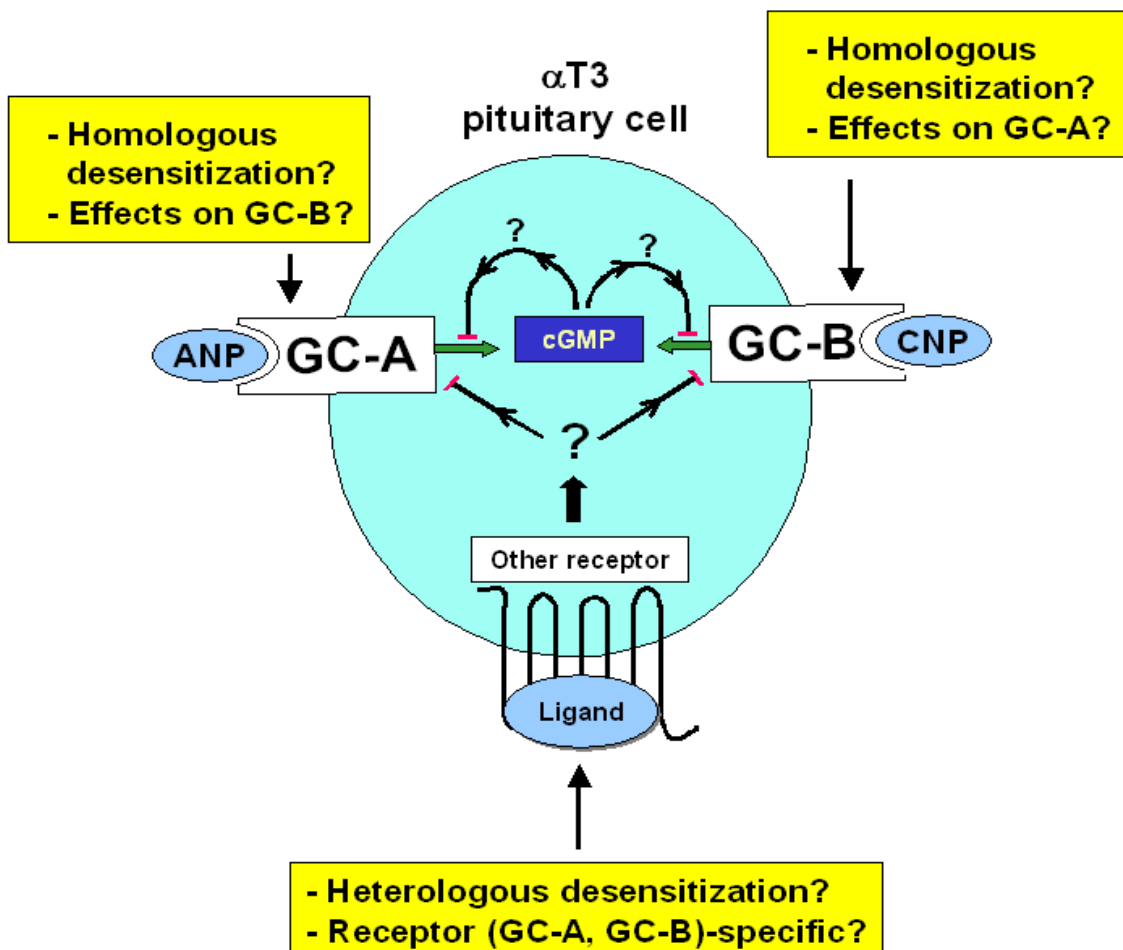 αT3
pituitary cell
- Homologous
desensitization?
- Effects on GC-B?
- Homologous
desensitization?
- Effects on GC-A?
?
?
ANP
GC-A
cGMP
GC-B
CNP
?
Other receptor
Ligand
- Heterologous desensitization?
- Receptor (GC-A, GC-B)-specific?